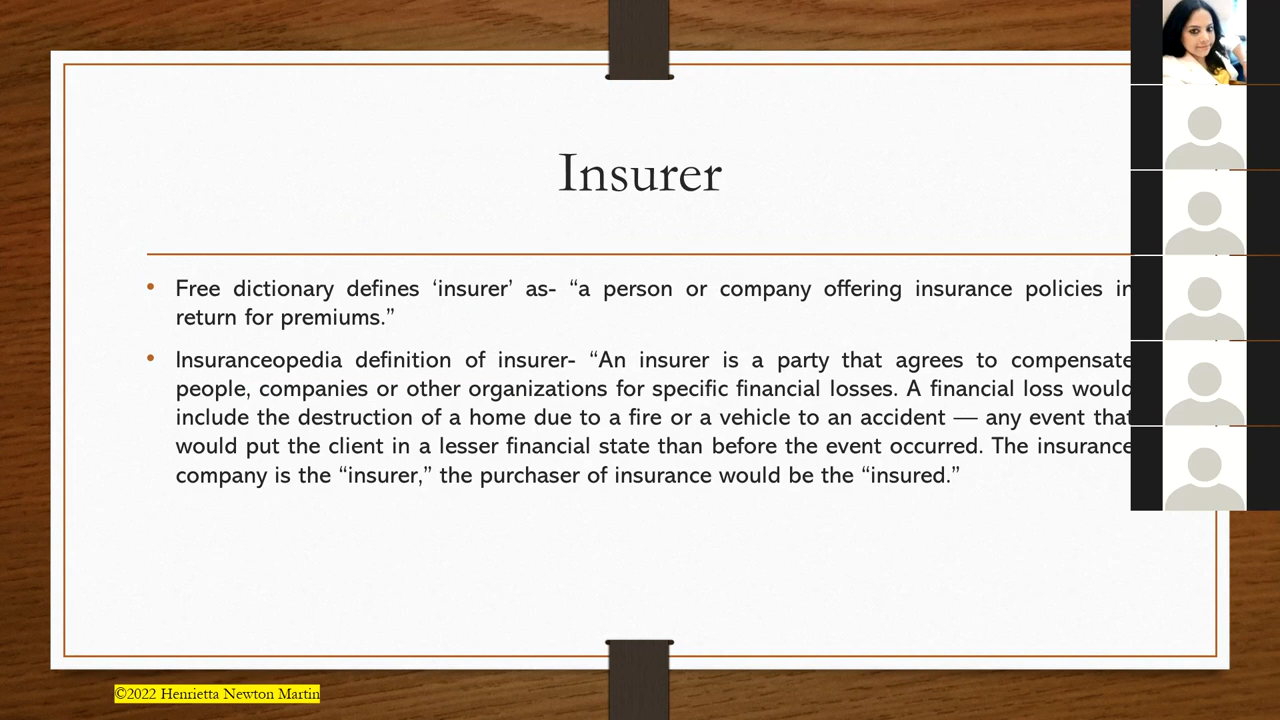 Insurer
• Free dictionary defines ‘insurer’ as- “a person or company offering insurance policies in
return for premiums.”
• Insuranceopedia definition of insurer- “An insurer is a party that agrees to compensate
people, companies or other organizations for specific financial losses. A financial loss would
include the destruction of a home due to a fire or a vehicle to an accident — any event that
would put the client in a lesser financial state than before the event occurred. The insurance
company is the “insurer,” the purchaser of insurance would be the “insured.”
©2022 Henrietta Newton Martin